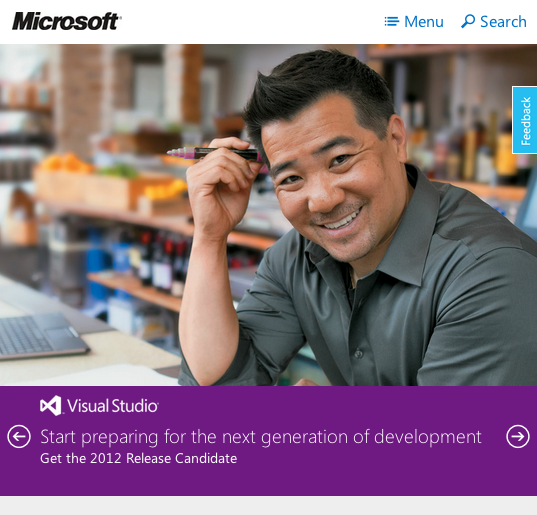 Microsoft®
Menu
Search
Feedback
Visual Studio
Start preparing for the next generation of development
Get the 2012 Release Candidate